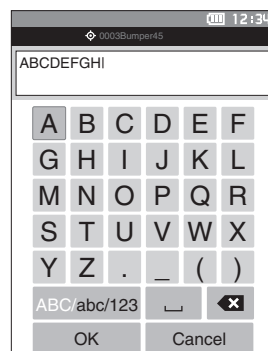 12:34
0003Bumper45
ABCDEFGHI
A B C D E F
G H I J K L
M N O P Q R
S T U V W X
Y Z . _ ( )
ABC/abc/123
OK Cancel